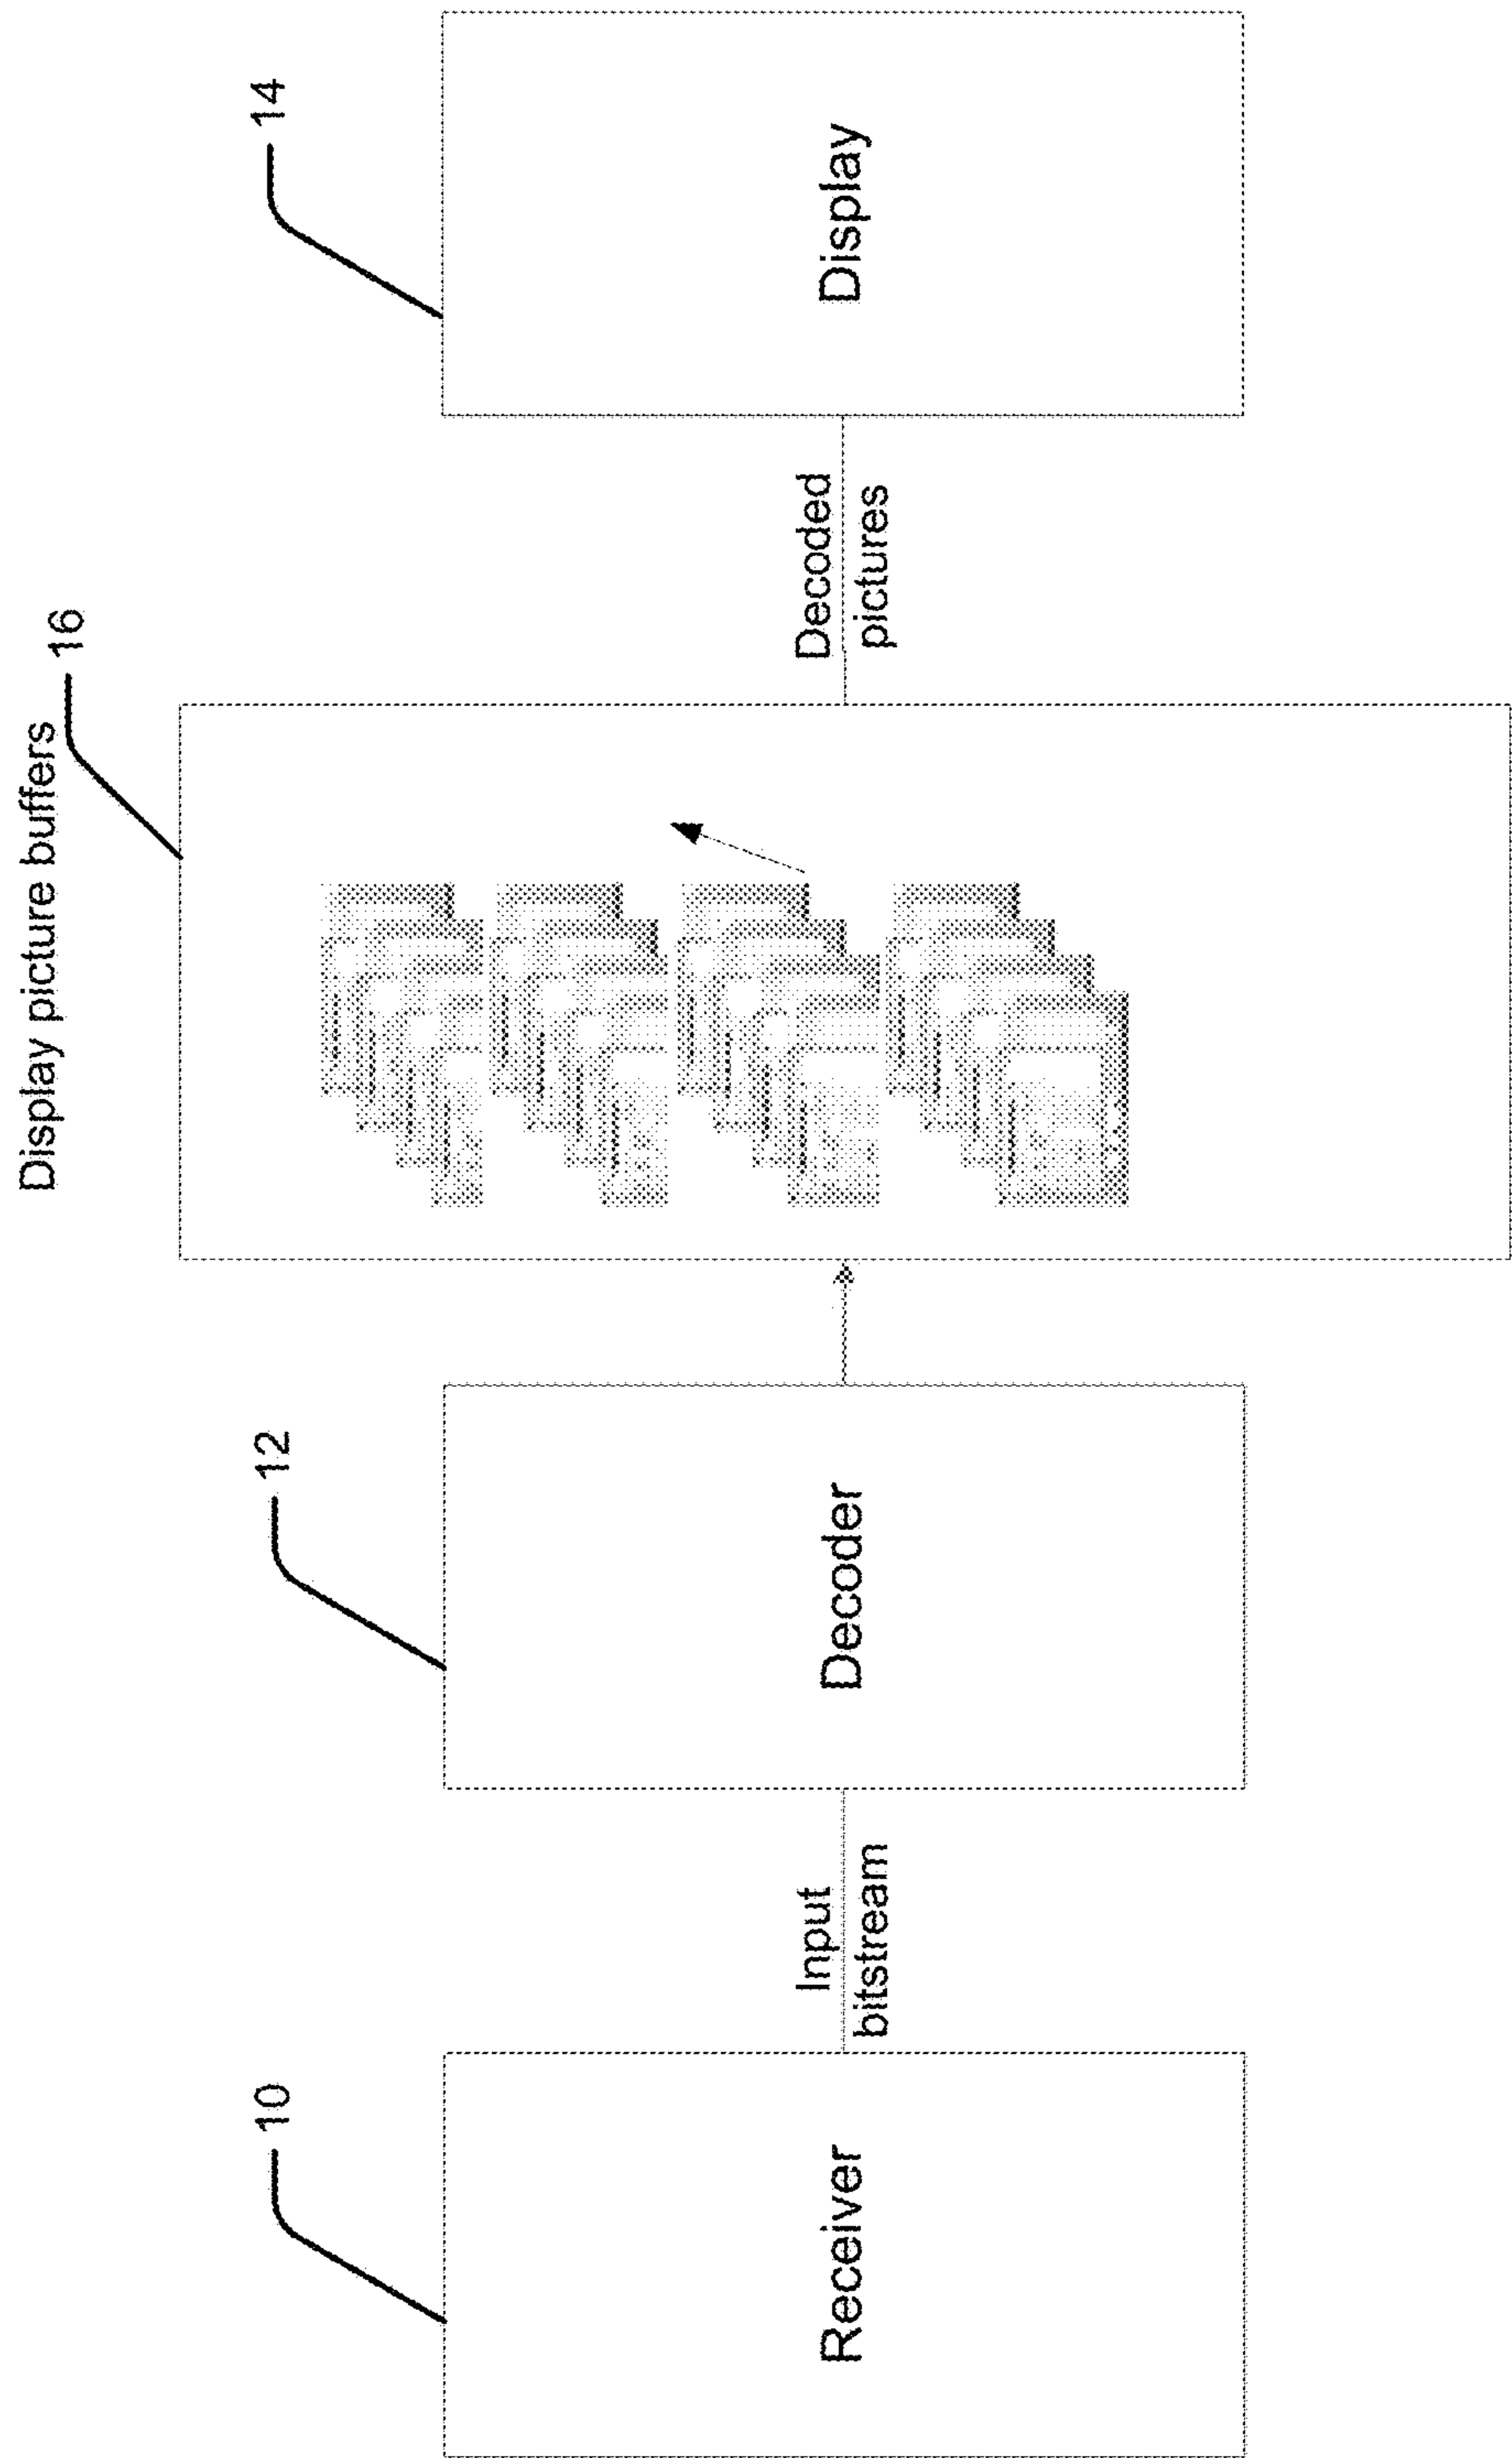 Display picture buffers
16
10
12
14
Receiver
Input
bitstream
Decoder
Decoded
pictures
Display